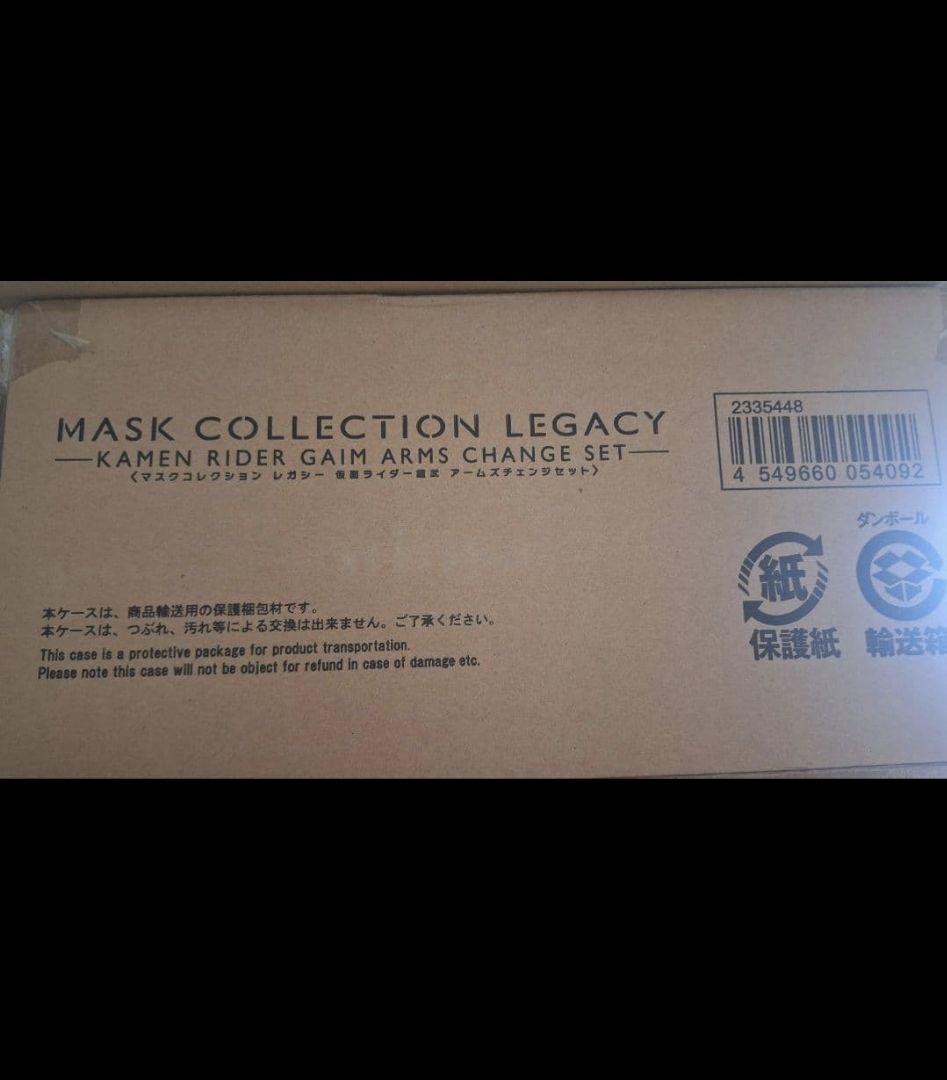 MASK COLLECTION LEGACY
KAMEN RIDER GAIM ARMS CHANGE SET
〈マスクコレクション レガシー 仮面ライダー鎧武 アームズチェンジセット〉
2335448
4 549660 054092
ダンボール
紙
保護紙
輸送箱
本ケースは、商品輸送用の保護梱包材です。
本ケースは、つぶれ、汚れ等による交換は出来ません。ご了承ください。
This case is a protective package for product transportation.
Please note this case will not be object for refund in case of damage etc.